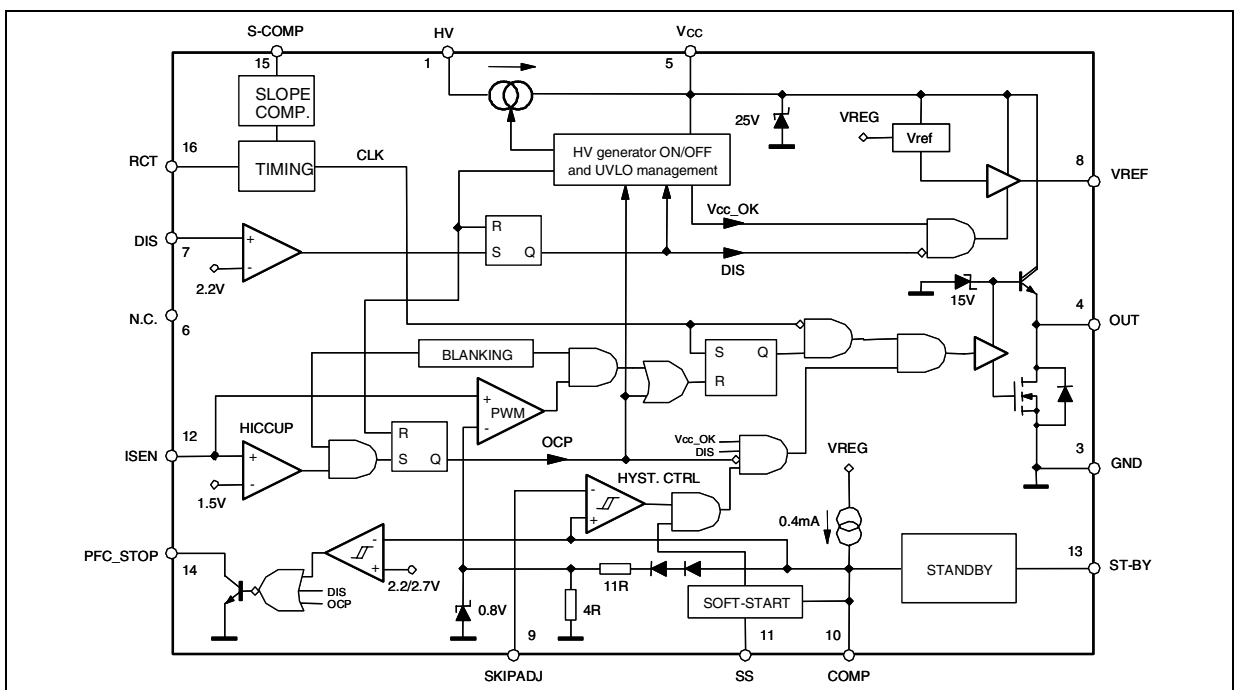 S-COMP
HV
VCC
15
1
5
SLOPE
COMP.
25V
VREG
Vref
RCT
16
TIMING
CLK
HV generator ON/OFF
and UVLO management
8
VREF
Vcc_OK
DIS
7
+
-
2.2V
R
S
Q
DIS
15V
4
OUT
N.C.
6
BLANKING
S
Q
R
+
-
PWM
12
ISEN
HICCUP
+
-
1.5V
R
S
Q
OCP
Vcc_OK
DIS
VREG
3
GND
HYST. CTRL
-
+
0.4mA
PFC_STOP
14
-
+
2.2/2.7V
DIS
OCP
11R
4R
0.8V
STANDBY
13
ST-BY
SOFT-START
9
11
10
SKIPADJ
SS
COMP